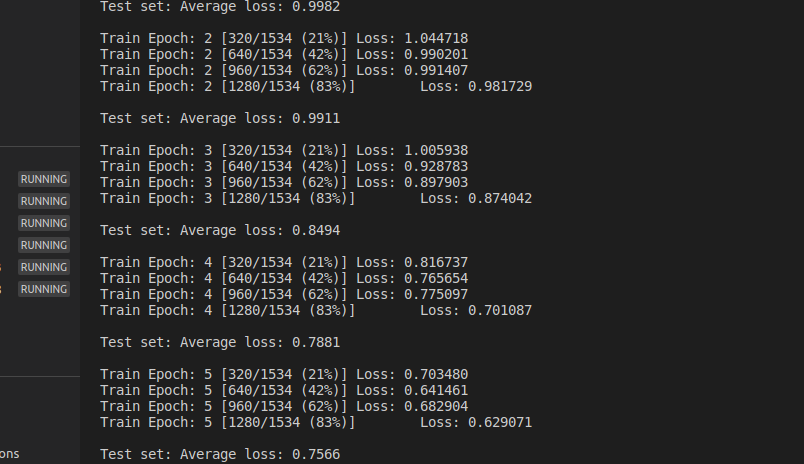 Test set: Average loss: 0.9982
Train Epoch: 2 [320/1534 (21%)] Loss: 1.044718
Train Epoch: 2 [640/1534 (42%)] Loss: 0.990201
Train Epoch: 2 [960/1534 (62%)] Loss: 0.991407
Train Epoch: 2 [1280/1534 (83%)] Loss: 0.981729
Test set: Average loss: 0.9911
Train Epoch: 3 [320/1534 (21%)] Loss: 1.005938
Train Epoch: 3 [640/1534 (42%)] Loss: 0.928783
Train Epoch: 3 [960/1534 (62%)] Loss: 0.897903
Train Epoch: 3 [1280/1534 (83%)] Loss: 0.874042
Test set: Average loss: 0.8494
Train Epoch: 4 [320/1534 (21%)] Loss: 0.816737
Train Epoch: 4 [640/1534 (42%)] Loss: 0.765654
Train Epoch: 4 [960/1534 (62%)] Loss: 0.775097
Train Epoch: 4 [1280/1534 (83%)] Loss: 0.701087
Test set: Average loss: 0.7881
Train Epoch: 5 [320/1534 (21%)] Loss: 0.703480
Train Epoch: 5 [640/1534 (42%)] Loss: 0.641461
Train Epoch: 5 [960/1534 (62%)] Loss: 0.682904
Train Epoch: 5 [1280/1534 (83%)] Loss: 0.629071
Test set: Average loss: 0.7566
RUNNING
RUNNING
RUNNING
RUNNING
RUNNING
RUNNING
ons